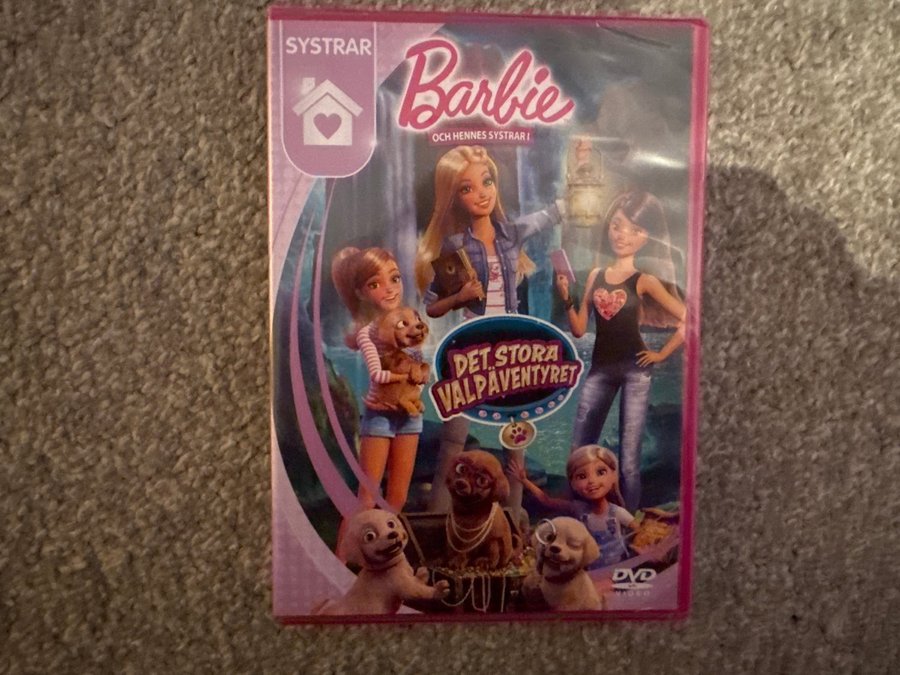 SYSTRAR
Barbie
OCH HENNES SYSTRAR I
DET STORA
VALPÄVENTYRET
DVD
VIDEO